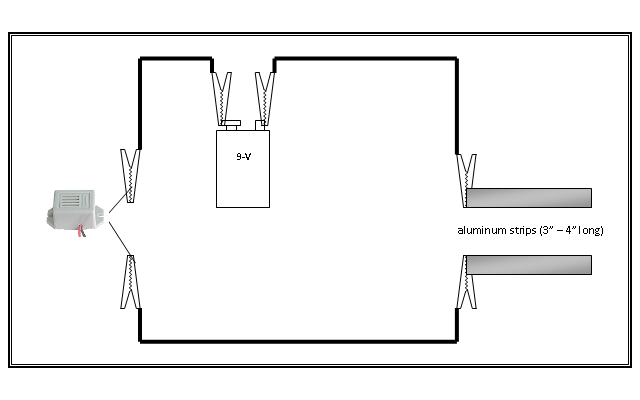 9-V
aluminum strips (3” – 4” long)